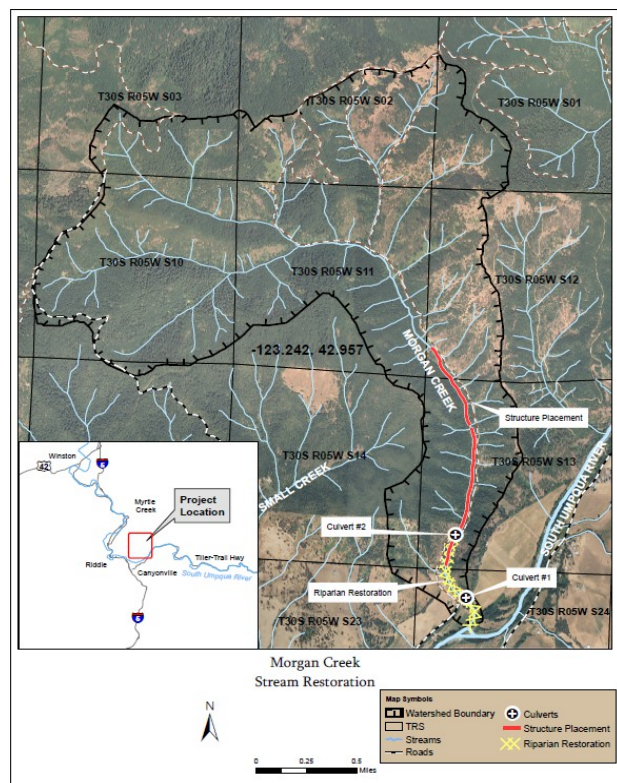 T30S R05W S03
T30S R05W S02
T30S R05W S01
T30S R05W S10
T30S R05W S11
T30S R05W S12
MORGAN CREEK
-123.242, 42.957
Structure Placement
T30S R05W S14
T30S R05W S13
SMALL CREEK
SOUTH UMPQUA RIVER
Culvert #2
Culvert #1
Riparian Restoration
T30S R05W S23
T30S R05W S24
Winston
42
5
Myrtle
Creek
Project
Location
Riddle
Tiller-Trail Hwy
Canyonville
South Umpqua River
5
Morgan Creek
Stream Restoration
N
0 0.25 0.5
Miles
Map Symbols
Watershed Boundary
TRS
Streams
Roads
Culverts
Structure Placement
Riparian Restoration